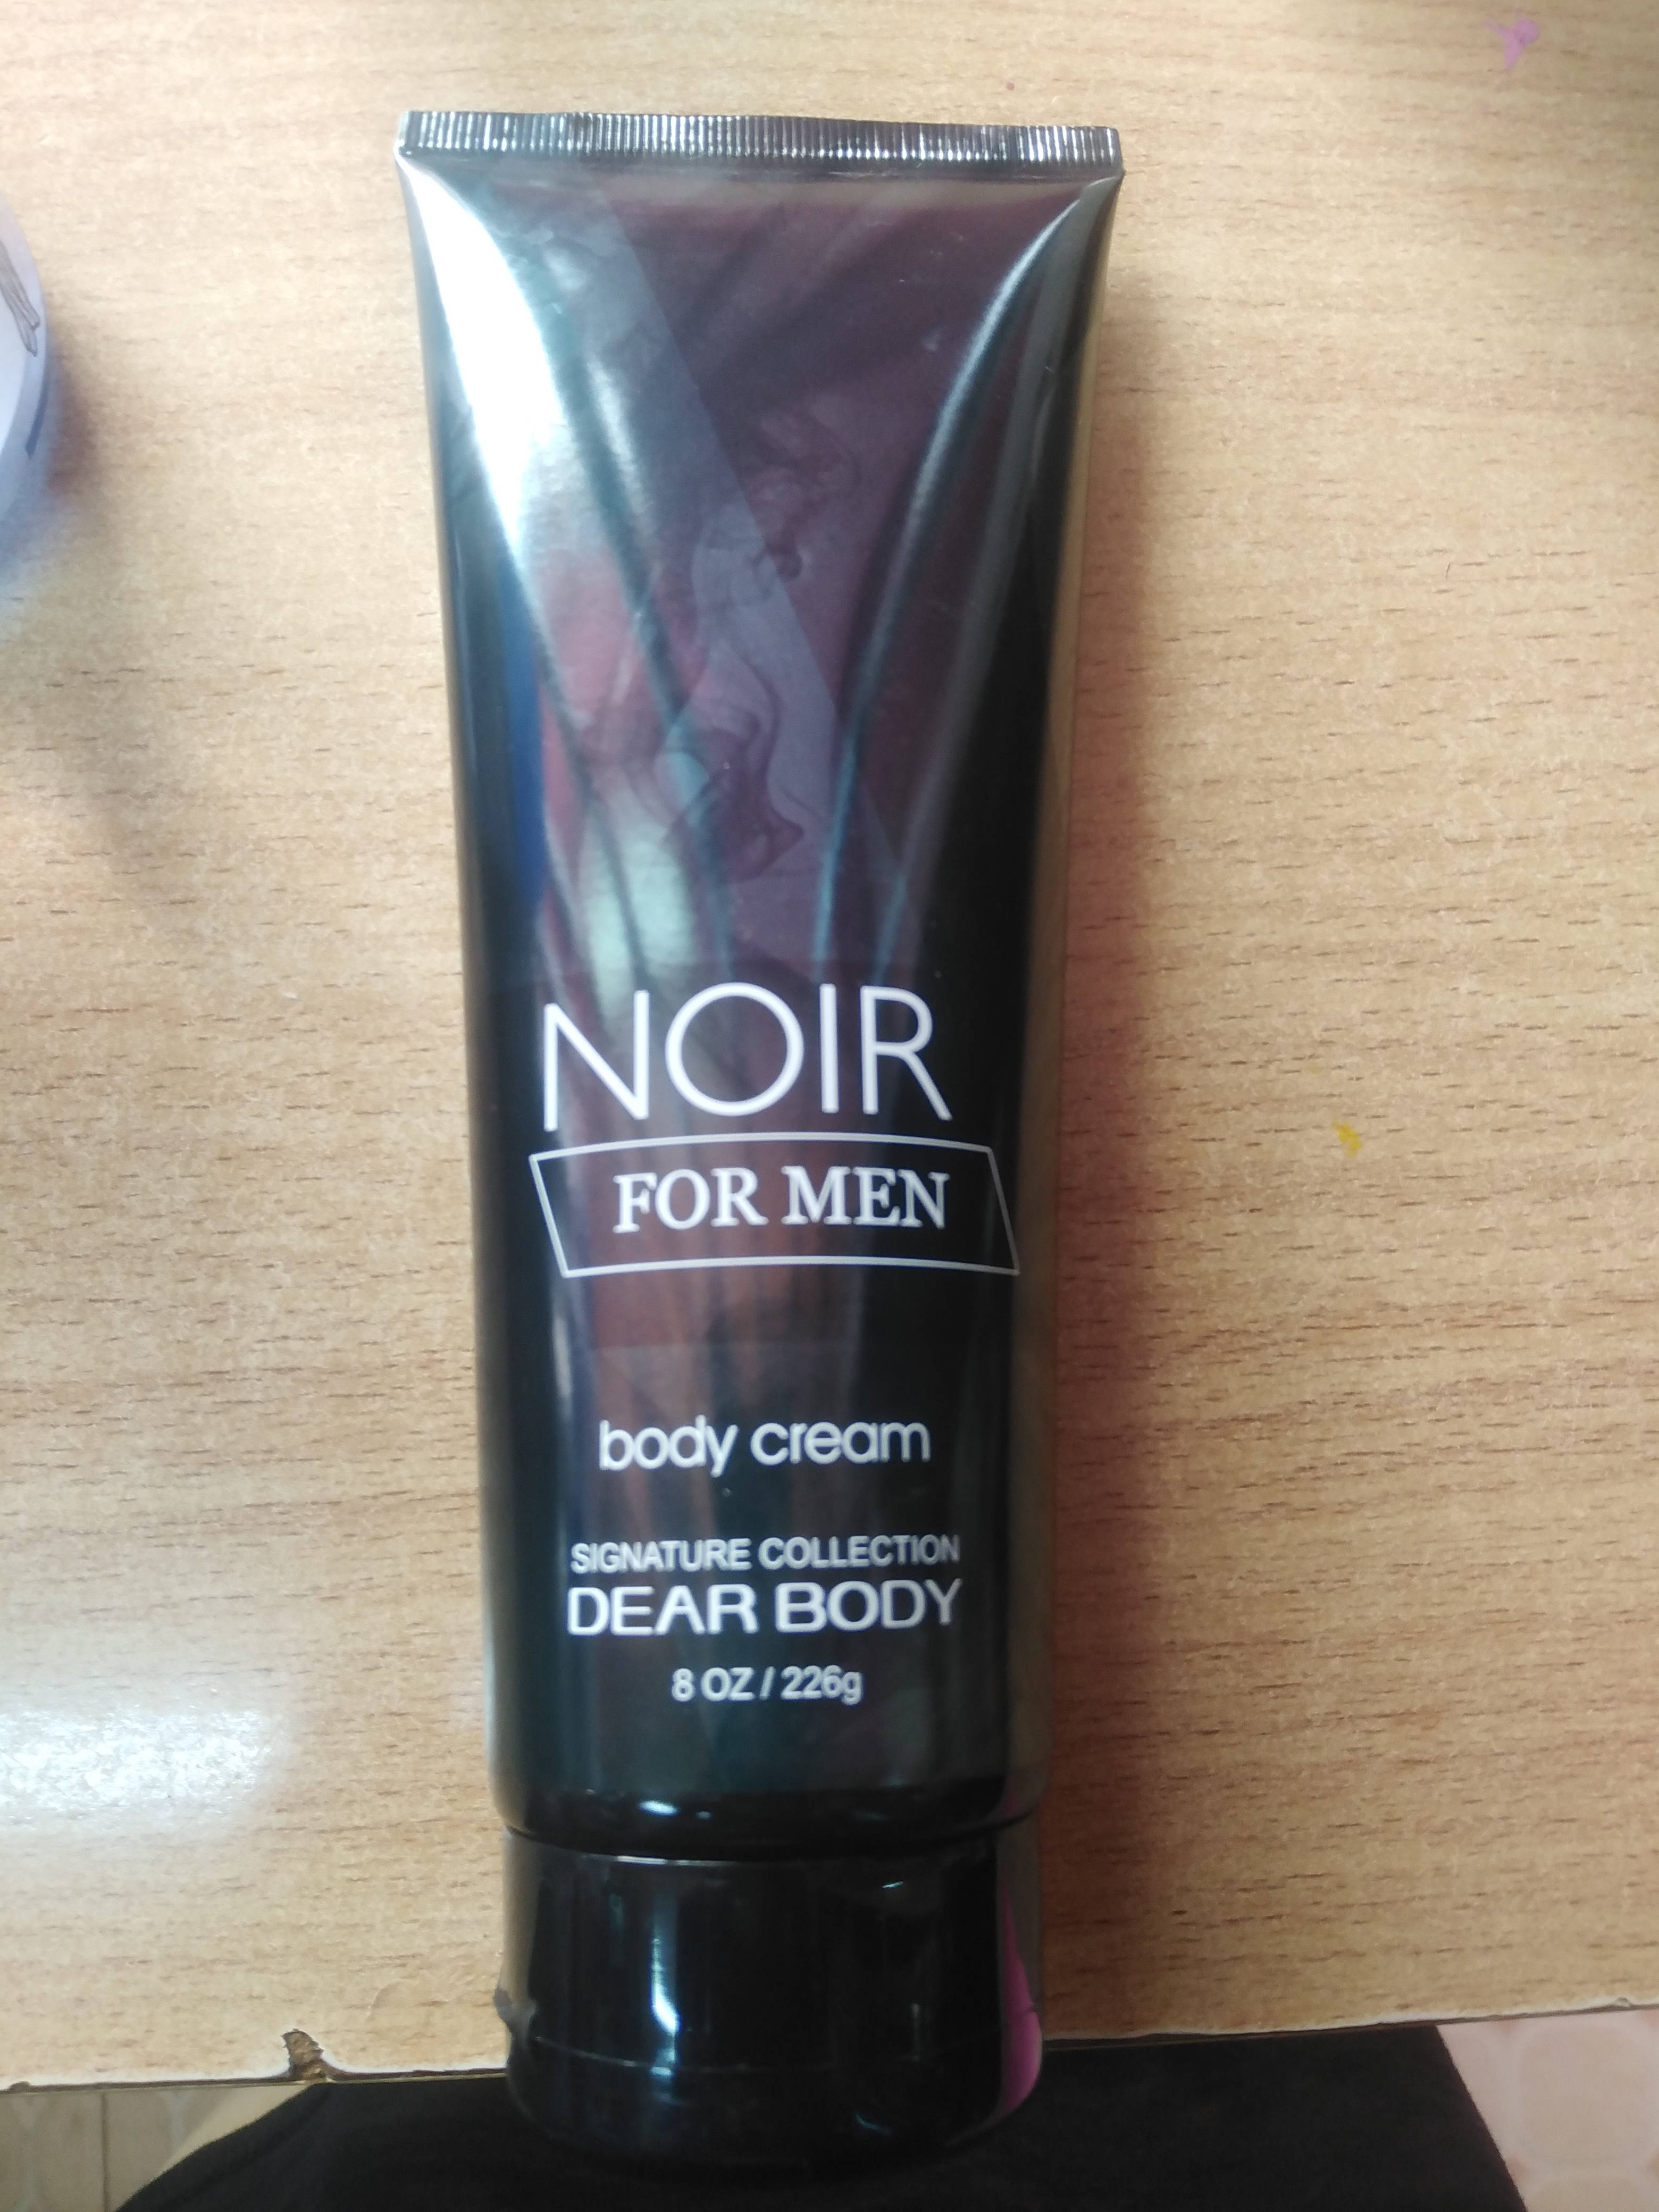 NOIR
FOR MEN
body cream
SIGNATURE COLLECTION
DEAR BODY
8 OZ / 226g